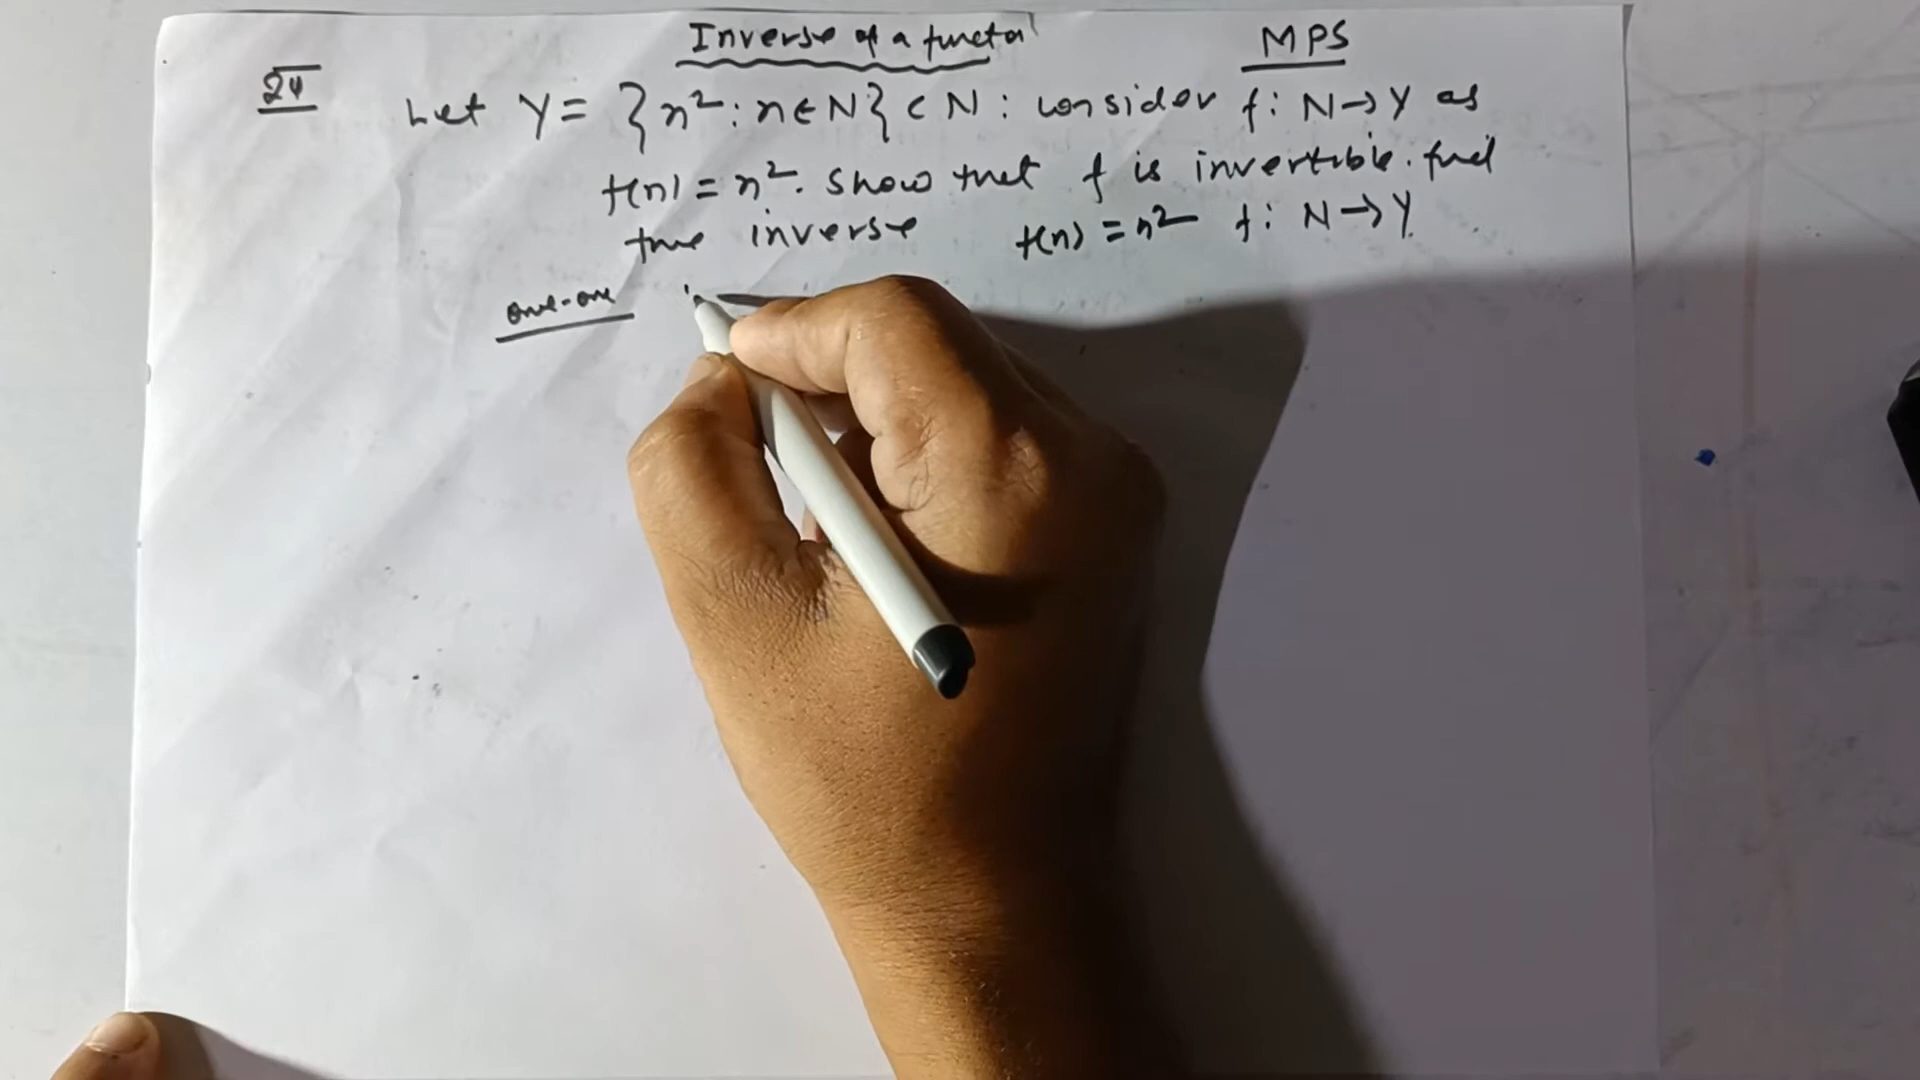 Inverse of a function
MPS
24
Let Y = {n²: n ∈ N} ⊂ N : consider f: N → Y as
f(n) = n². Show that f is invertible. find
the inverse f(n) = n² f: N → Y.
one-one